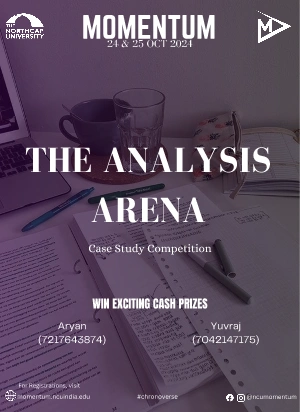 THE
NORTHCAP
UNIVERSITY
MOMENTUM
24 & 25 OCT 2024
M
THE ANALYSIS
ARENA
Case Study Competition
WIN EXCITING CASH PRIZES
Aryan
(7217643874)
Yuvraj
(7042147175)
For Registrations, visit
momentum.ncuindia.edu
#chronoverse
@ncumomentum